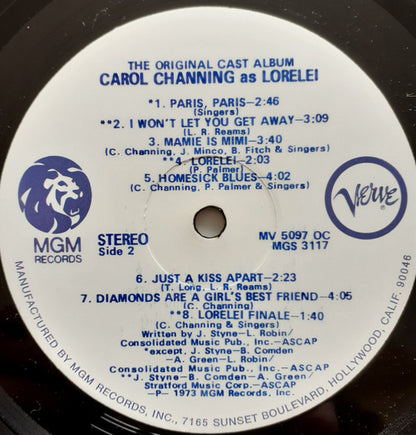 THE ORIGINAL CAST ALBUM
CAROL CHANNING as LORELEI
*1. PARIS, PARIS-2:46
(Singers)
**2. I WON'T LET YOU GET AWAY-3:09
(L. R. Reams)
3. MAMIE IS MIMI-3:40
(C. Channing, J. Minco, B. Fitch & Singers)
**4. LORELEI-2:03
(P. Palmer)
5. HOMESICK BLUES-4:02
(C. Channing, P. Palmer & Singers)
MGM
RECORDS
STEREO
Side 2
Verve
MV 5097 OC
MGS 3117
6. JUST A KISS APART-2:23
(T. Long, L. R. Reams)
7. DIAMONDS ARE A GIRL'S BEST FRIEND-4:05
(C. Channing)
**8. LORELEI FINALE-1:40
(C. Channing & Singers)
Written by J. Styne-L. Robin/
Consolidated Music Pub., Inc.-ASCAP
*except, J. Styne-B. Comden
-A. Green-L. Robin/
Consolidated Music Pub., Inc.-ASCAP
**J. Styne-B. Comden-A. Green/
Stratford Music Corp.-ASCAP
-P- 1973 MGM Records, Inc.
MANUFACTURED BY MGM RECORDS, INC., 7165 SUNSET BOULEVARD, HOLLYWOOD, CALIF. 90046